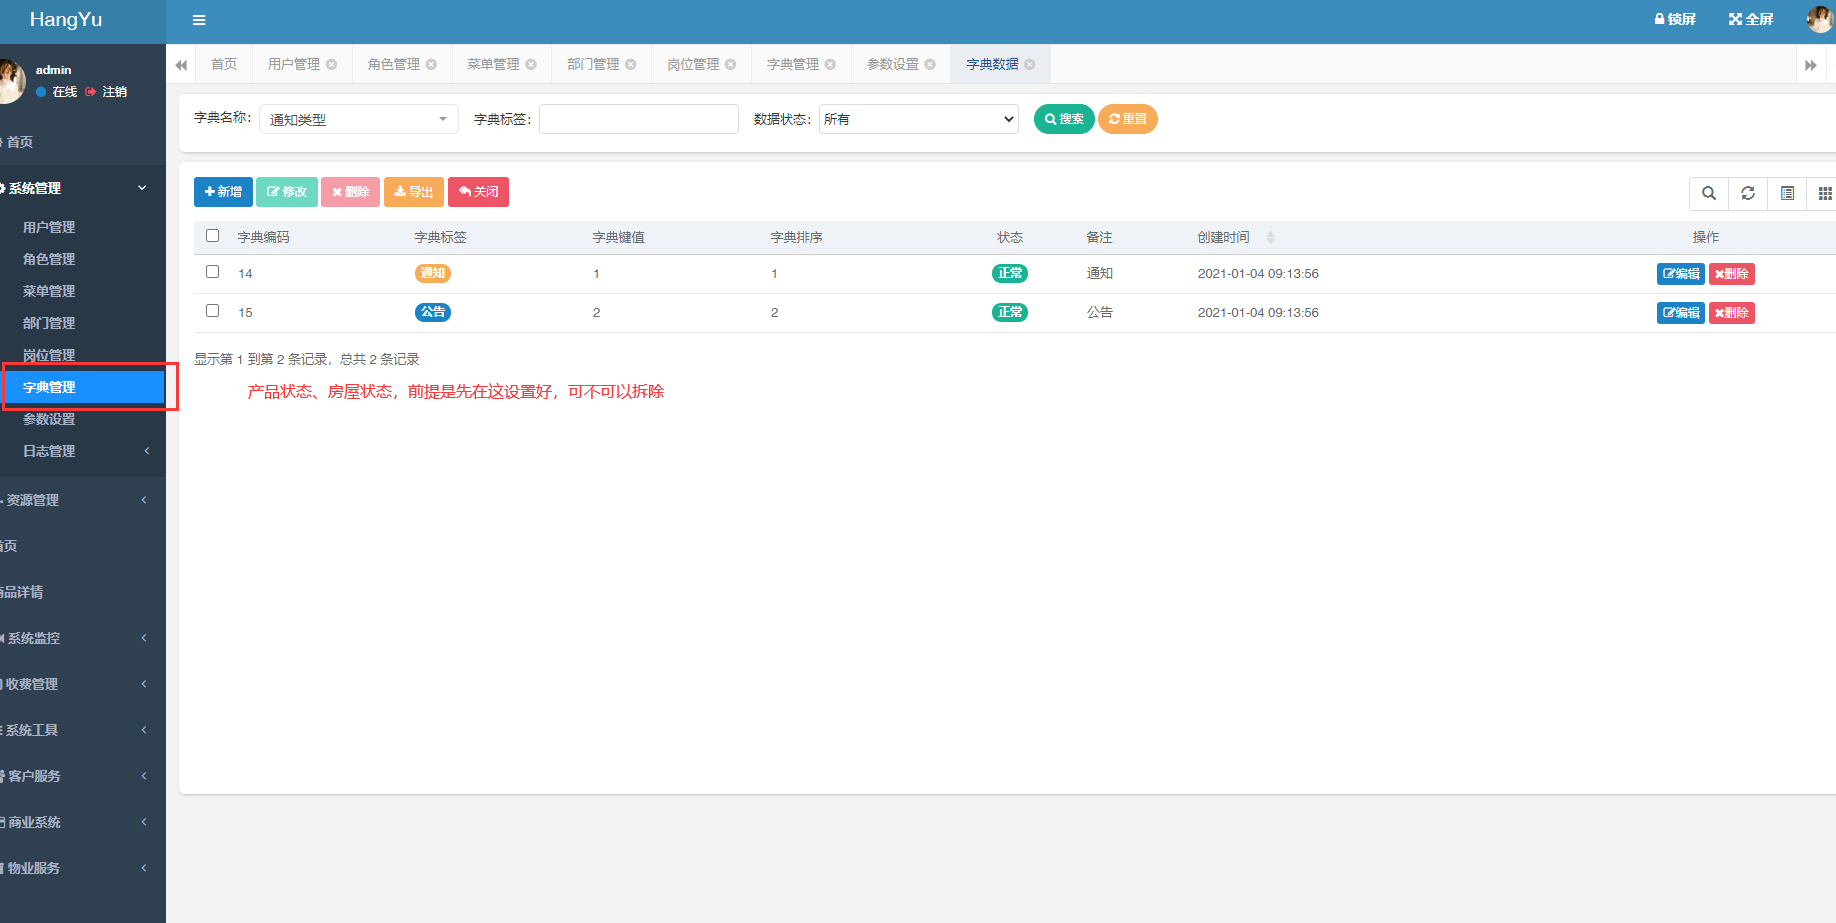 HangYu
锁屏 全屏
admin
在线 注销
首页 用户管理 角色管理 菜单管理 部门管理 岗位管理 字典管理 参数设置 字典数据
字典名称： 通知类型 字典标签： 数据状态： 所有 搜索 重置
首页
系统管理
用户管理
角色管理
菜单管理
部门管理
岗位管理
字典管理
参数设置
日志管理
资源管理
首页
商品详情
系统监控
收费管理
系统工具
客户服务
商业系统
物业服务
新增 修改 删除 导出 关闭
字典编码 字典标签 字典键值 字典排序 状态 备注 创建时间 操作
14 通知 1 1 正常 通知 2021-01-04 09:13:56 编辑 删除
15 公告 2 2 正常 公告 2021-01-04 09:13:56 编辑 删除
显示第 1 到第 2 条记录，总共 2 条记录
产品状态、房屋状态，前提是先在这设置好，可不可以拆除